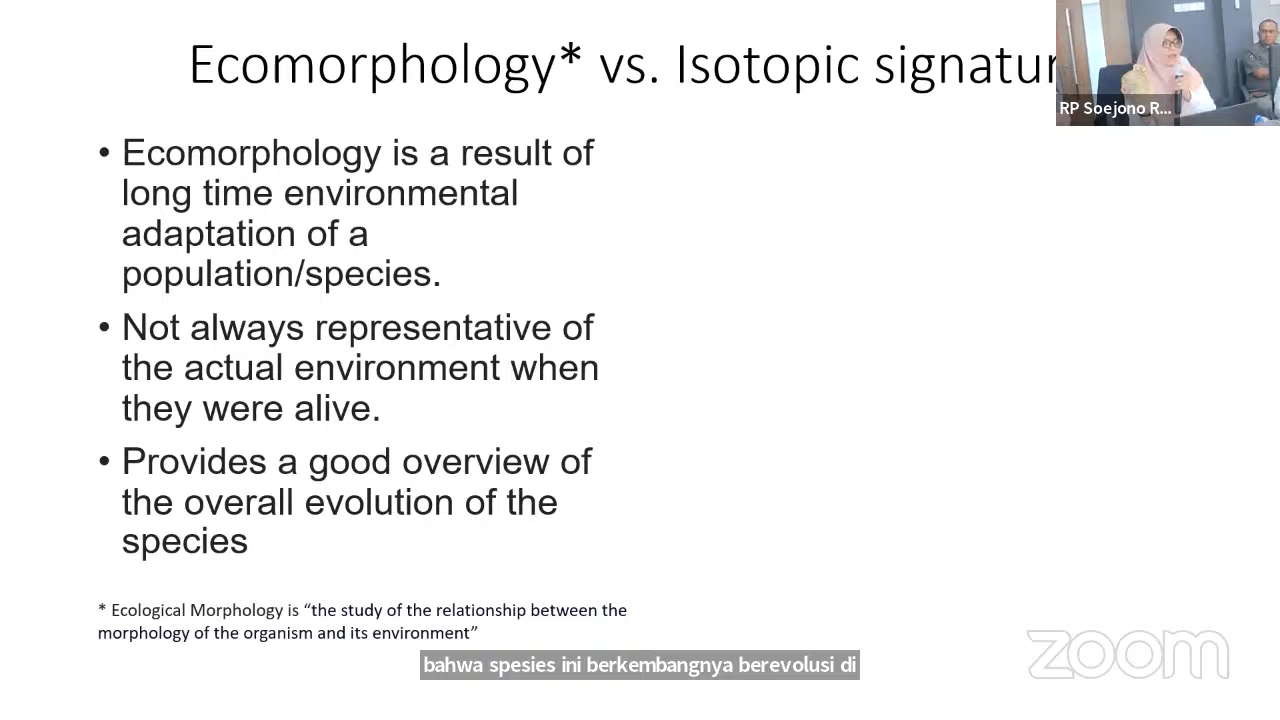 Ecomorphology* vs. Isotopic signatur
RP Soejono R...
• Ecomorphology is a result of
long time environmental
adaptation of a
population/species.
• Not always representative of
the actual environment when
they were alive.
• Provides a good overview of
the overall evolution of the
species
* Ecological Morphology is “the study of the relationship between the
morphology of the organism and its environment”
bahwa spesies ini berkembangnya berevolusi di
zoom